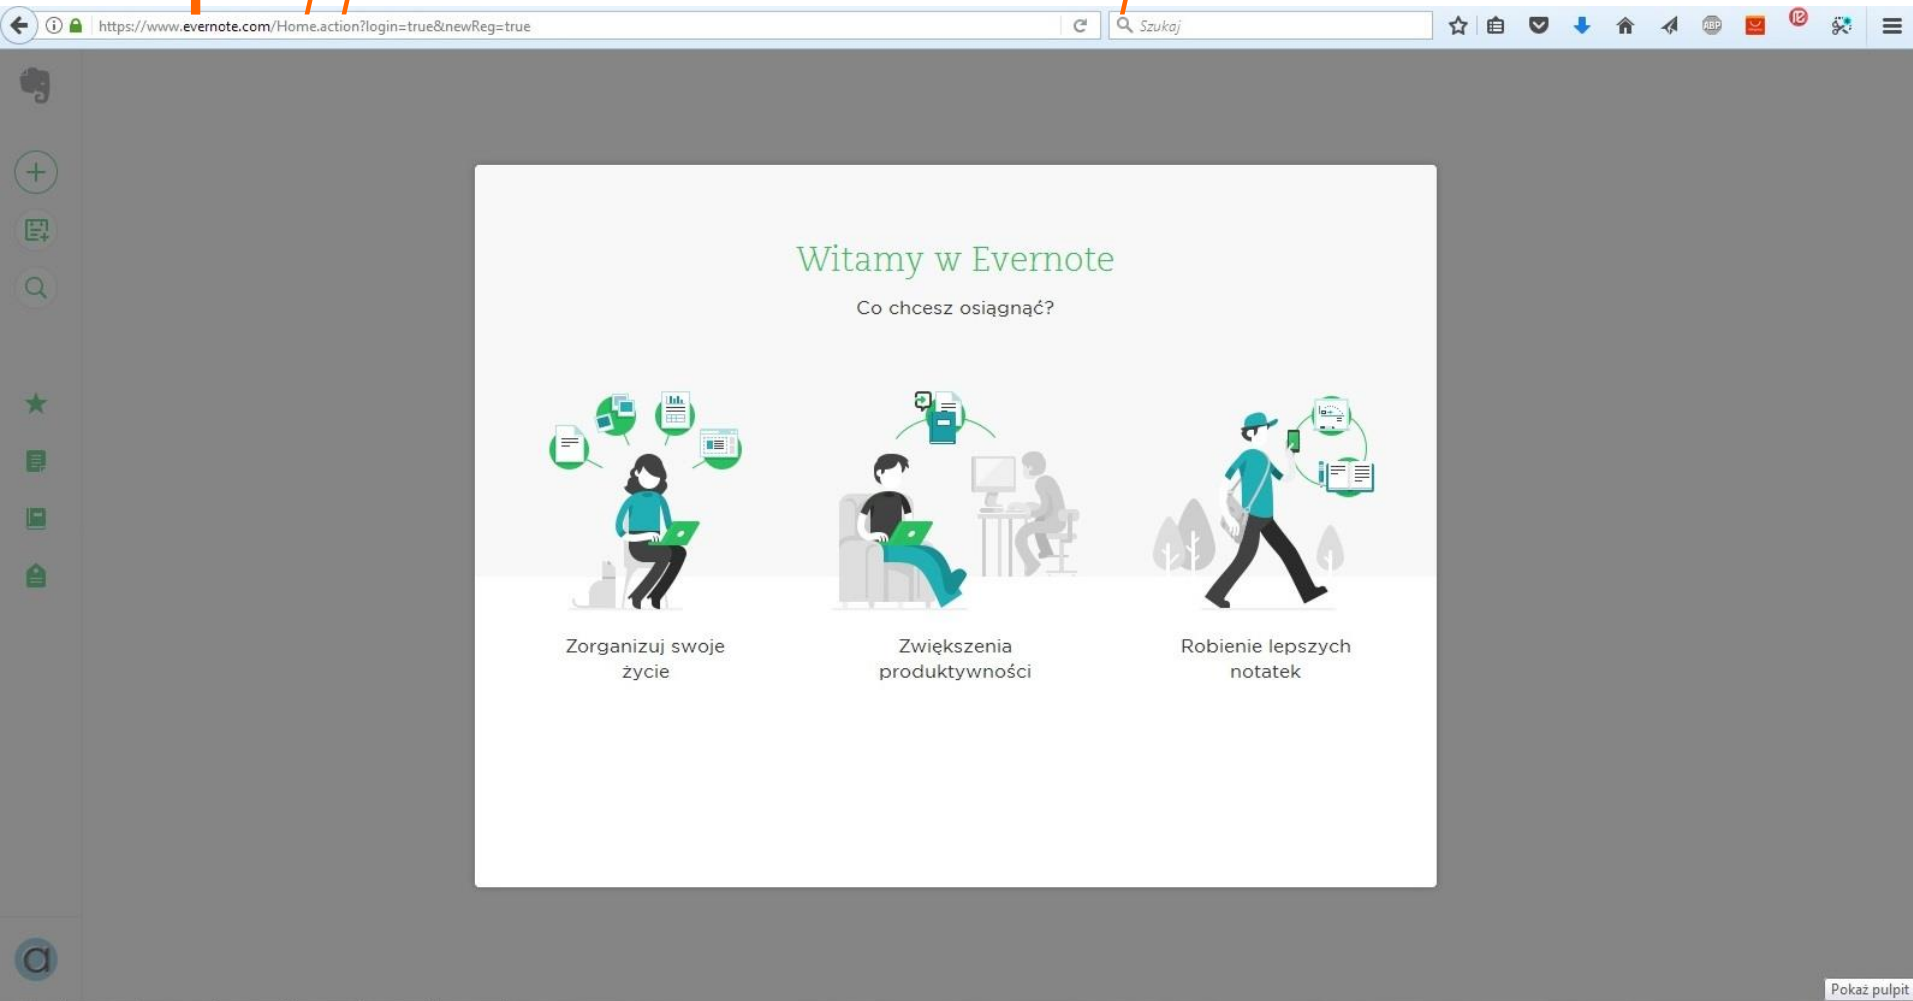 https://www.evernote.com/Home.action?login=true&newReg=true
Szukaj
ABP
Witamy w Evernote
Co chcesz osiągnąć?
Zorganizuj swoje
życie
Zwiększenia
produktywności
Robienie lepszych
notatek
a
Pokaż pulpit